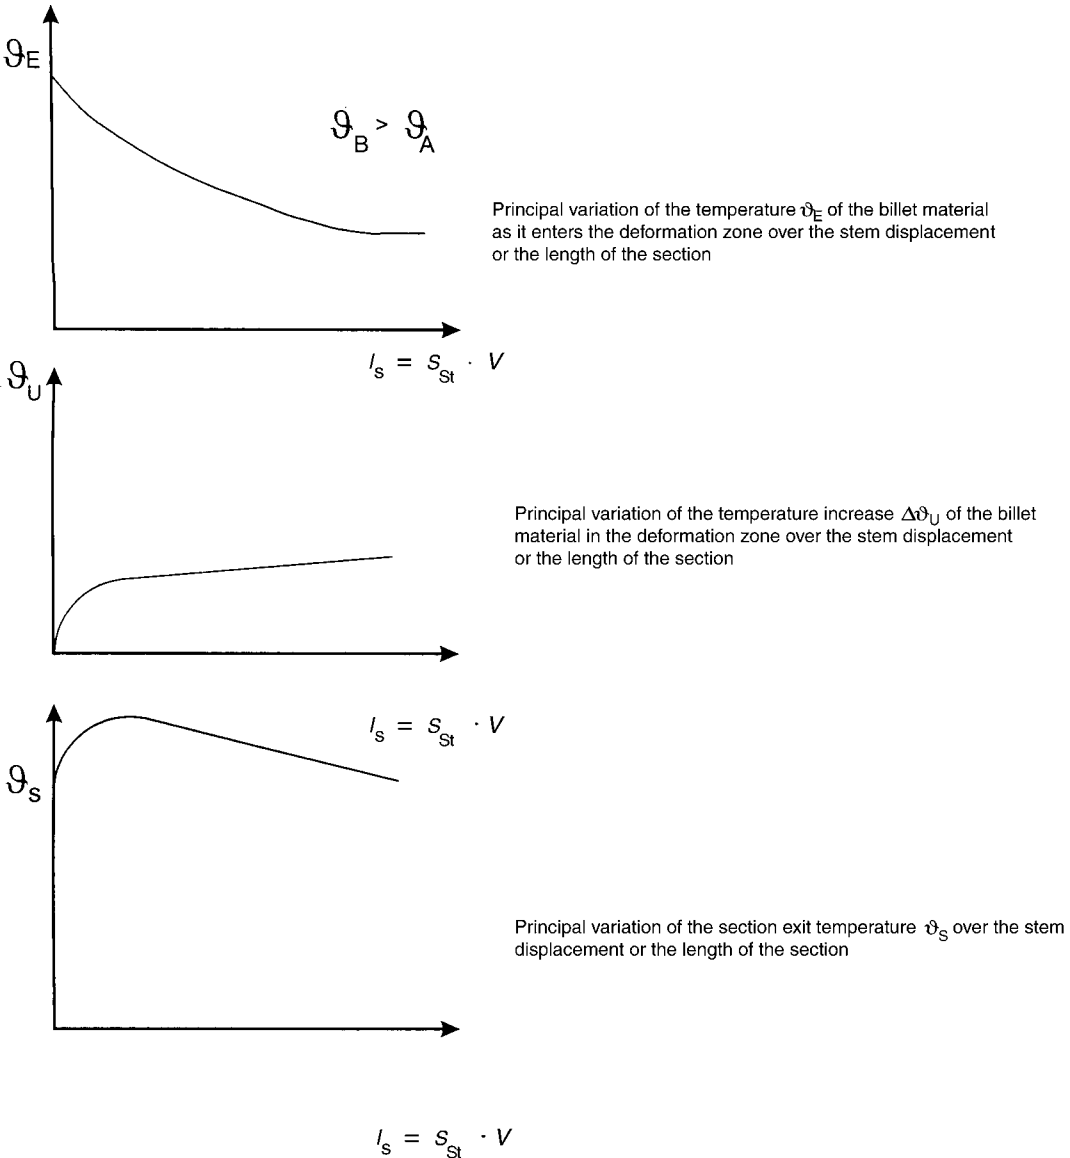 ϑE
ϑB > ϑA
Principal variation of the temperature ϑE of the billet material
as it enters the deformation zone over the stem displacement
or the length of the section
ls = SSt · V
ϑU
Principal variation of the temperature increase ΔϑU of the billet
material in the deformation zone over the stem displacement
or the length of the section
ls = SSt · V
ϑS
Principal variation of the section exit temperature ϑS over the stem
displacement or the length of the section
ls = SSt · V